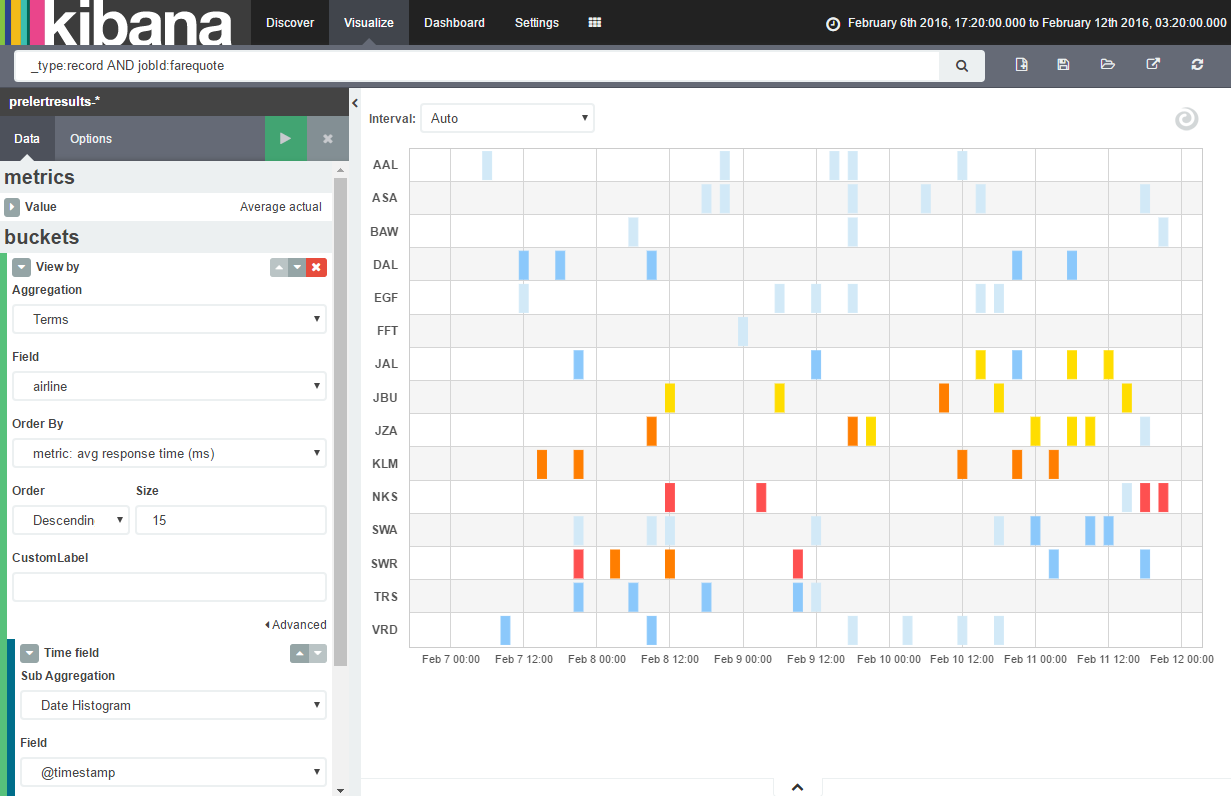 kibana
Discover
Visualize
Dashboard
Settings
February 6th 2016, 17:20:00.000 to February 12th 2016, 03:20:00.000
_type:record AND jobId:farequote
prelertresults-*
Data
Options
metrics
Value
Average actual
buckets
View by
Aggregation
Terms
Field
airline
Order By
metric: avg response time (ms)
Order
Size
Descendin
15
CustomLabel
Advanced
Time field
Sub Aggregation
Date Histogram
Field
@timestamp
Interval:
Auto
AAL
ASA
BAW
DAL
EGF
FFT
JAL
JBU
JZA
KLM
NKS
SWA
SWR
TRS
VRD
Feb 7 00:00
Feb 7 12:00
Feb 8 00:00
Feb 8 12:00
Feb 9 00:00
Feb 9 12:00
Feb 10 00:00
Feb 10 12:00
Feb 11 00:00
Feb 11 12:00
Feb 12 00:00